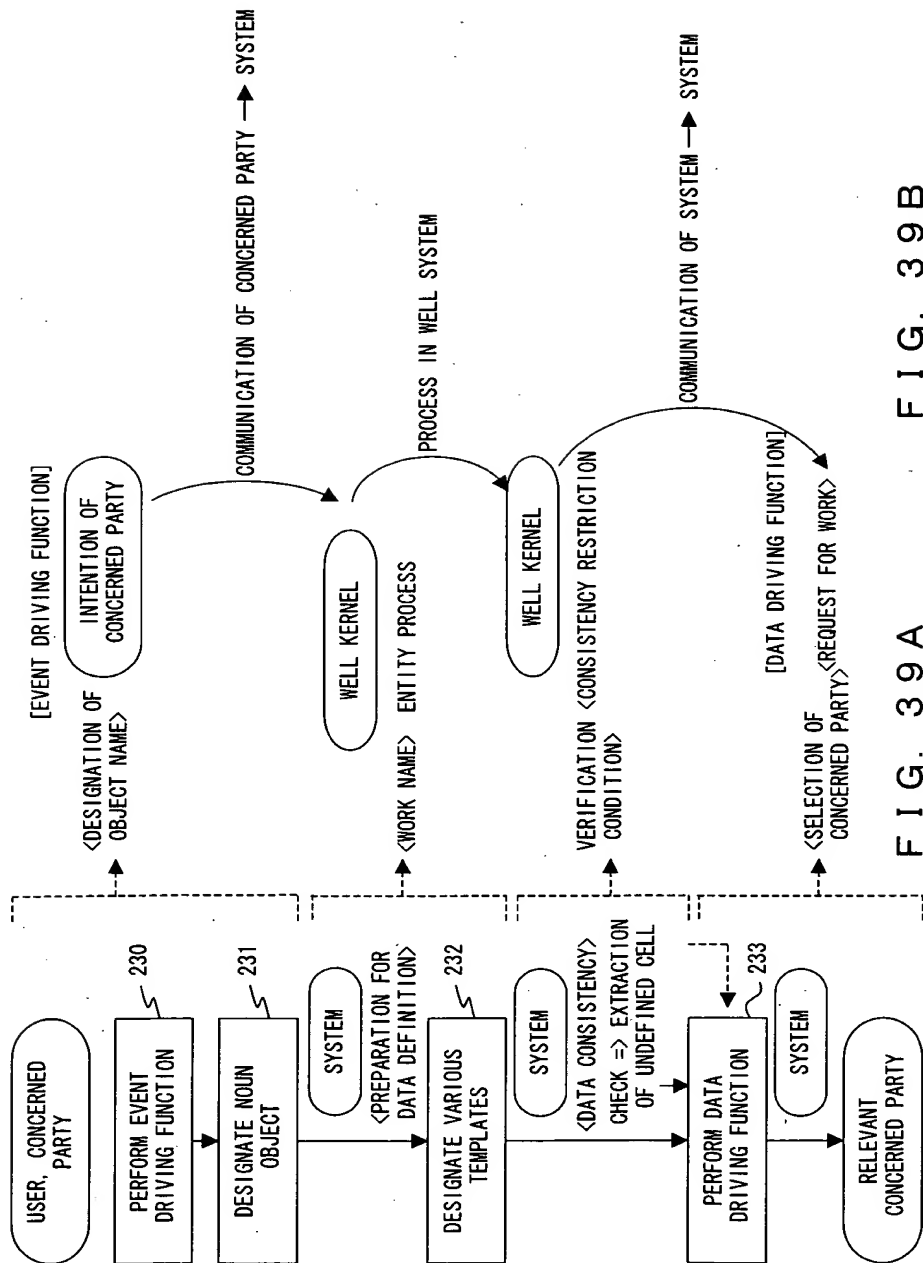 USER, CONCERNED
PARTY
PERFORM EVENT
DRIVING FUNCTION
230
DESIGNATE NOUN
OBJECT
231
SYSTEM
<PREPARATION FOR
DATA DEFINITION>
DESIGNATE VARIOUS
TEMPLATES
232
SYSTEM
<DATA CONSISTENCY>
CHECK => EXTRACTION
OF UNDEFINED CELL
PERFORM DATA
DRIVING FUNCTION
233
SYSTEM
RELEVANT
CONCERNED PARTY
FIG. 39A
[EVENT DRIVING FUNCTION]
<DESIGNATION OF
OBJECT NAME>
INTENTION OF
CONCERNED PARTY
COMMUNICATION OF CONCERNED PARTY → SYSTEM
WELL KERNEL
<WORK NAME> ENTITY PROCESS
PROCESS IN WELL SYSTEM
WELL KERNEL
VERIFICATION <CONSISTENCY RESTRICTION
CONDITION>
COMMUNICATION OF SYSTEM → SYSTEM
[DATA DRIVING FUNCTION]
<SELECTION OF
CONCERNED PARTY>
<REQUEST FOR WORK>
FIG. 39B